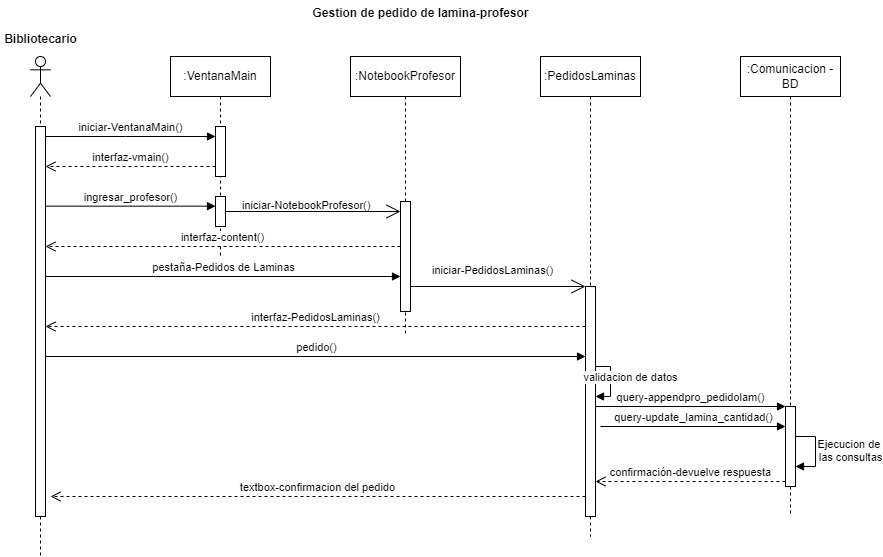 Gestion de pedido de lamina-profesor
Bibliotecario
:VentanaMain
:NotebookProfesor
:PedidosLaminas
:Comunicacion -
BD
iniciar-VentanaMain()
interfaz-vmain()
ingresar_profesor()
iniciar-NotebookProfesor()
interfaz-content()
pestaña-Pedidos de Laminas
iniciar-PedidosLaminas()
interfaz-PedidosLaminas()
pedido()
validacion de datos
query-appendpro_pedidolam()
query-update_lamina_cantidad()
Ejecucion de
las consultas
confirmación-devuelve respuesta
textbox-confirmacion del pedido